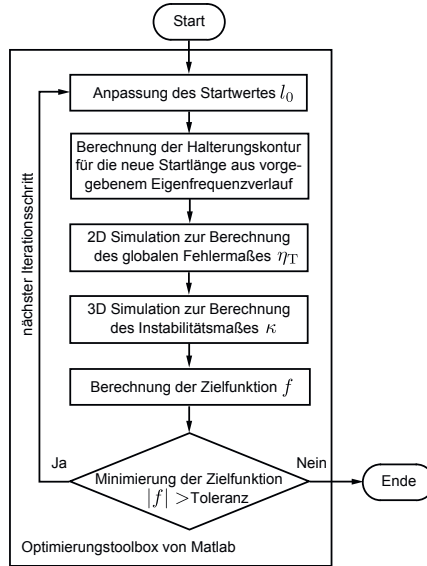 Start
Anpassung des Startwertes l₀
Berechnung der Halterungskontur
für die neue Startlänge aus vorge-
gebenem Eigenfrequenzverlauf
2D Simulation zur Berechnung
des globalen Fehlermaßes η_T
3D Simulation zur Berechnung
des Instabilitätsmaßes κ
Berechnung der Zielfunktion f
nächster Iterationsschritt
Ja
Nein
Minimierung der Zielfunktion
|f| >Toleranz
Ende
Optimierungstoolbox von Matlab